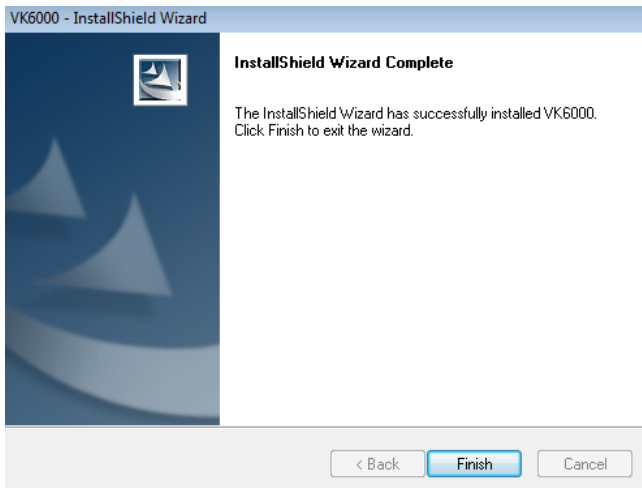 VK6000 - InstallShield Wizard
InstallShield Wizard Complete
The InstallShield Wizard has successfully installed VK6000.
Click Finish to exit the wizard.
< Back
Finish
Cancel